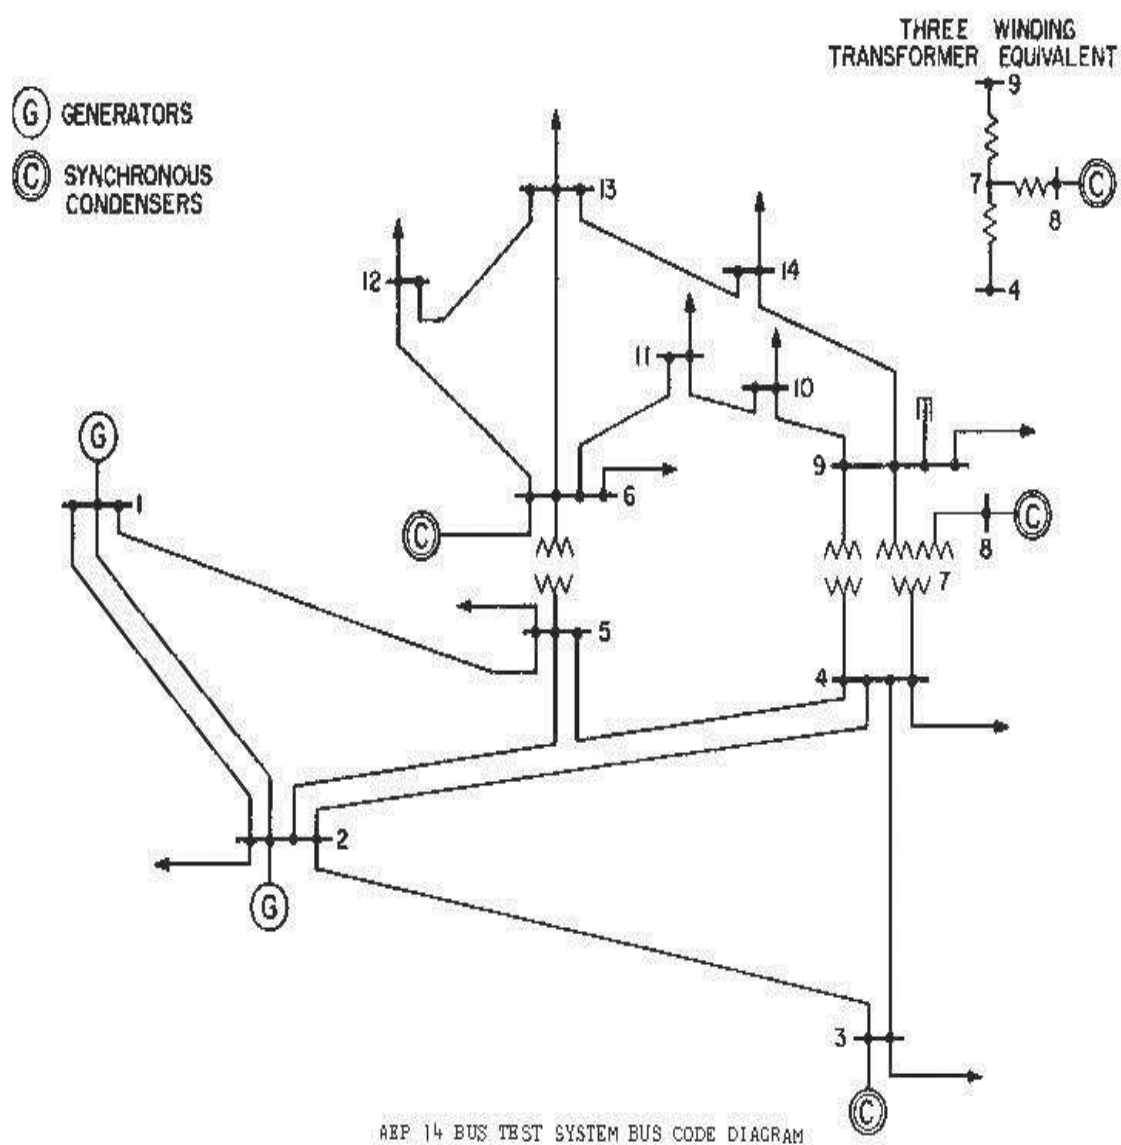 THREE WINDING
TRANSFORMER EQUIVALENT
9
7
C
8
4
G GENERATORS
C SYNCHRONOUS
CONDENSERS
13
12
14
11
10
G
9
1
6
C
C
8
7
5
4
2
G
3
C
AEP 14 BUS TEST SYSTEM BUS CODE DIAGRAM